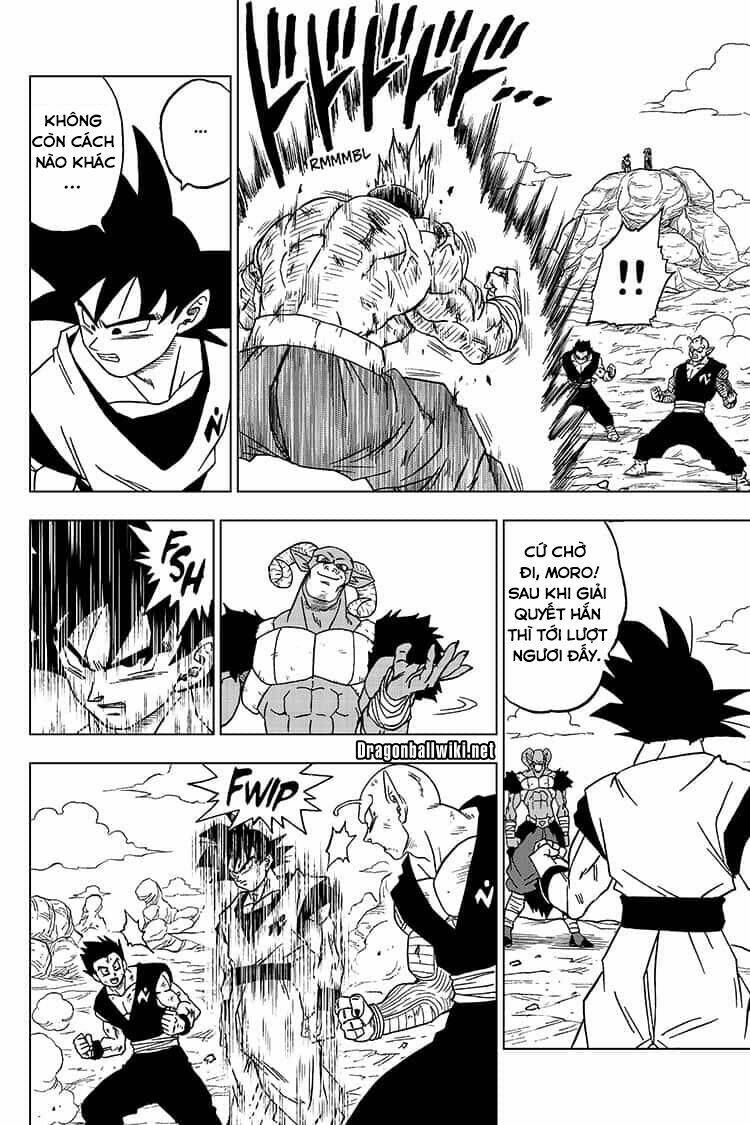 ドドドドド...
RMMMMBL
!!
...
KHÔNG
CÒN CÁCH
NÀO KHÁC
...
CỨ CHỜ
ĐI, MORO!
SAU KHI GIẢI
QUYẾT HẮN
THÌ TỚI LƯỢT
NGƯƠI ĐẤY.
FSH
Dragonballwiki.net
FWIP